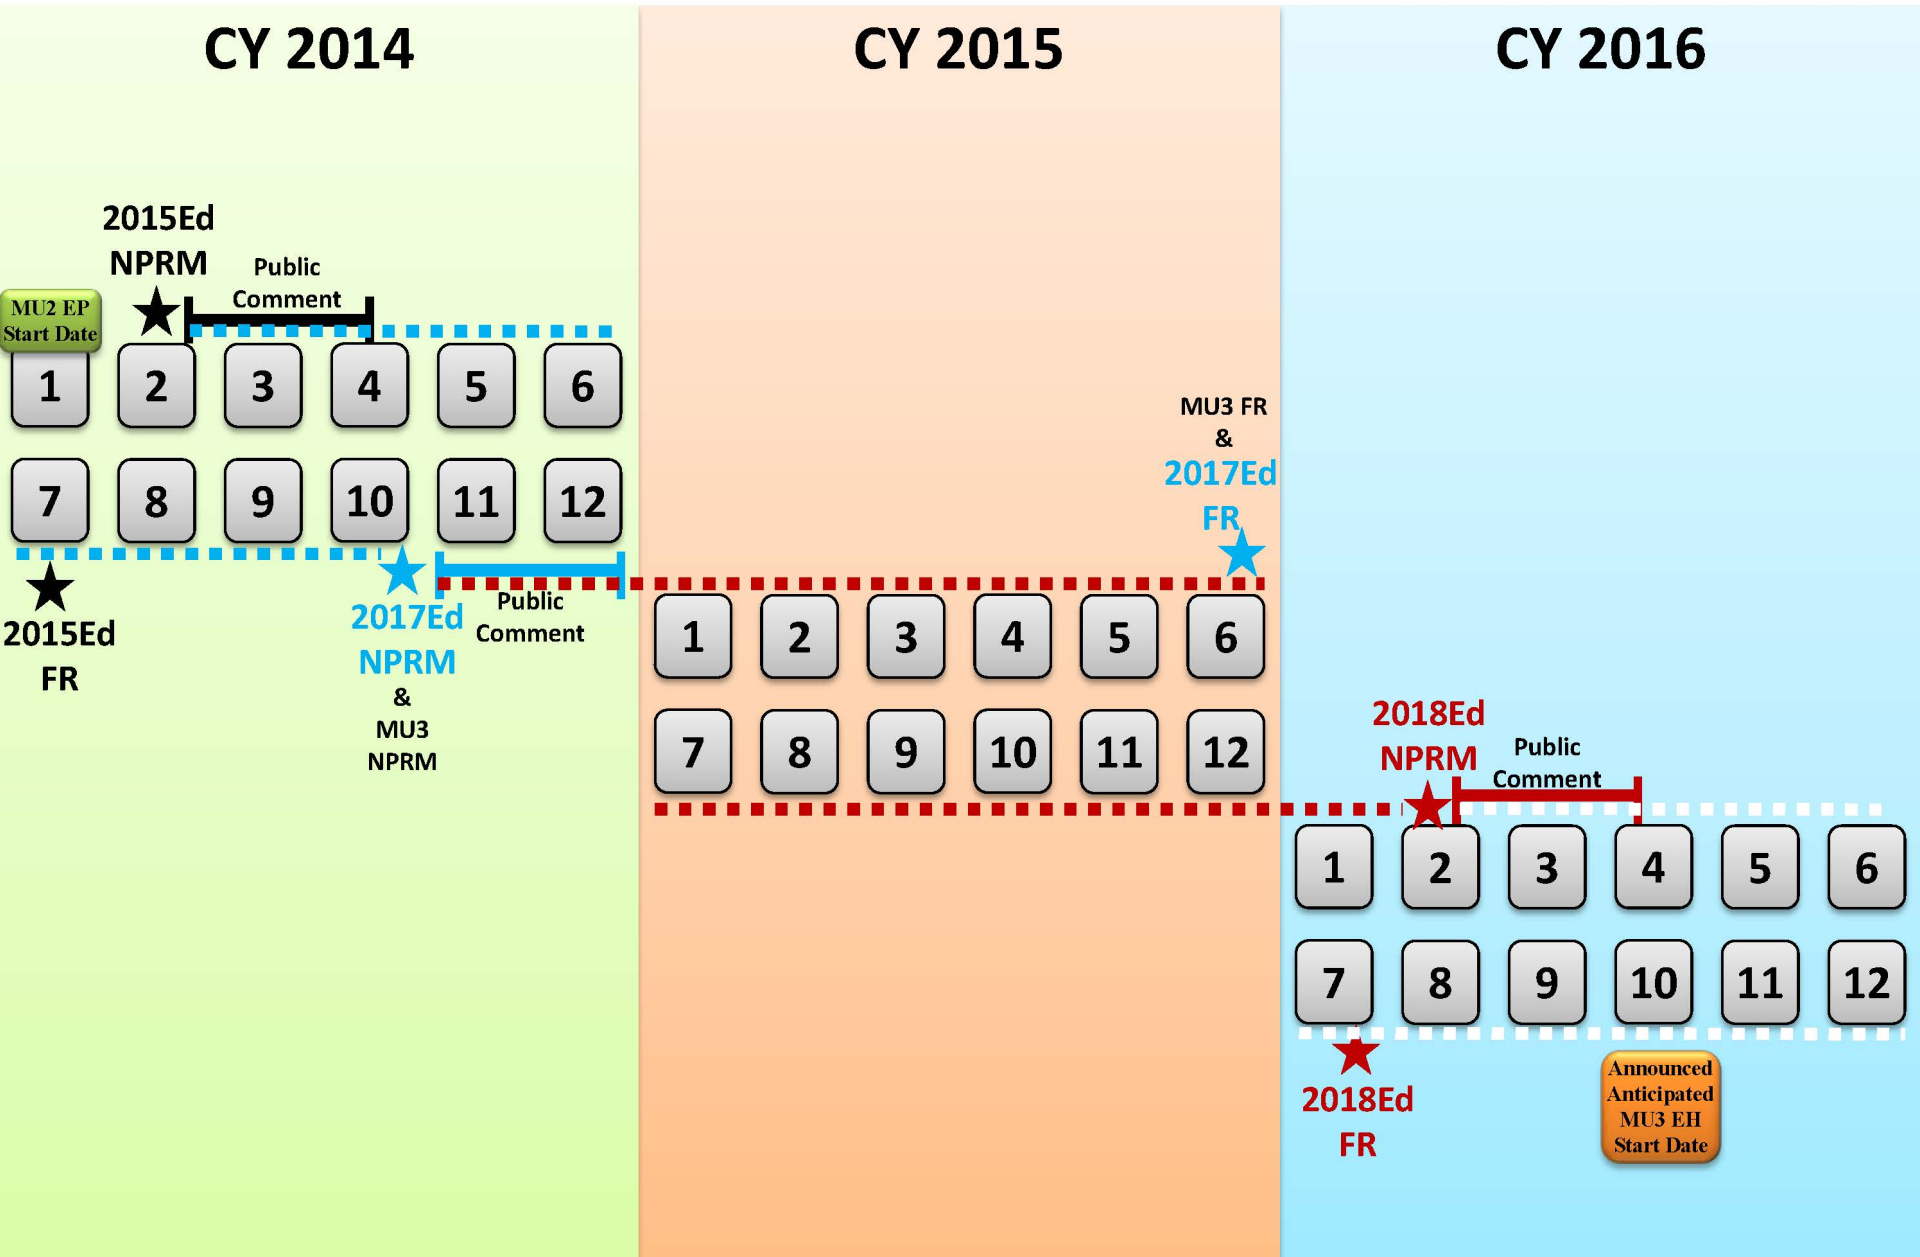 CY 2014
2015Ed
NPRM
Public
Comment
MU2 EP
Start Date
1 2 3 4 5 6
7 8 9 10 11 12
2015Ed
FR
2017Ed
NPRM
&
MU3
NPRM
Public
Comment
CY 2015
MU3 FR
&
2017Ed
FR
1 2 3 4 5 6
7 8 9 10 11 12
CY 2016
2018Ed
NPRM
Public
Comment
1 2 3 4 5 6
7 8 9 10 11 12
2018Ed
FR
Announced
Anticipated
MU3 EH
Start Date